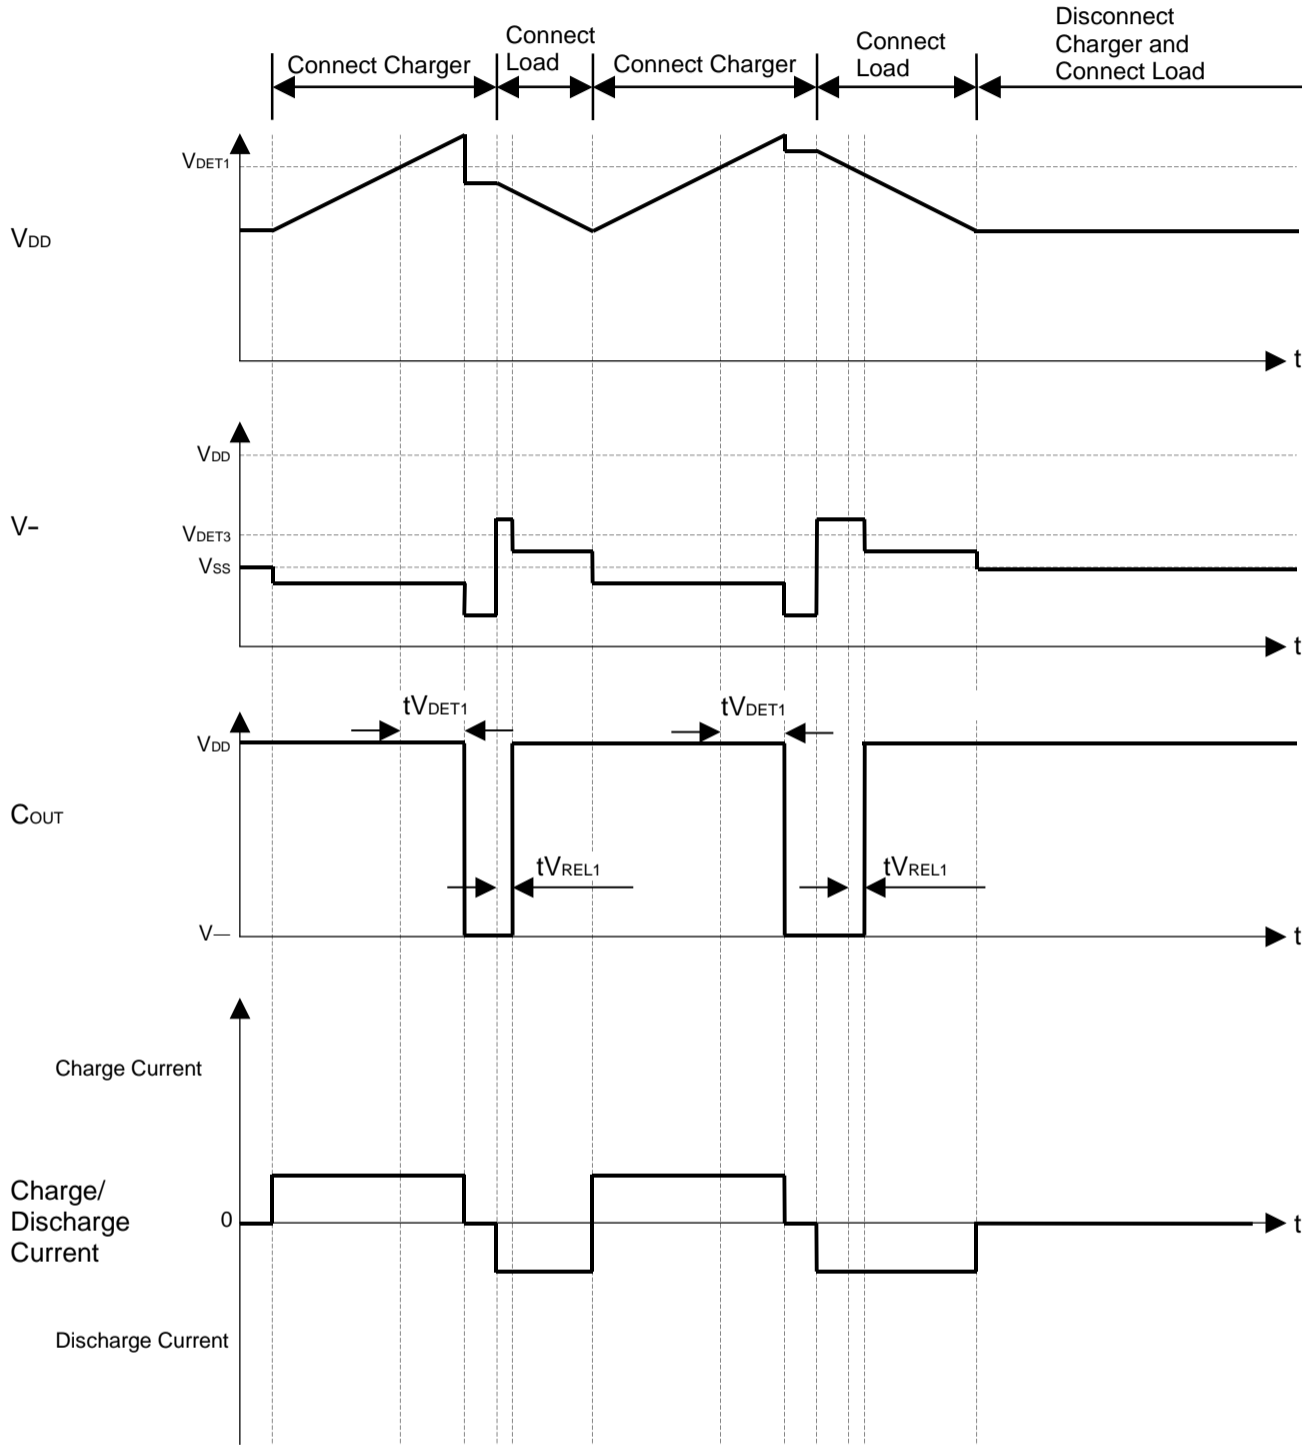 Disconnect
Charger and
Connect Load
Connect
Load
Connect
Load
Connect Charger
Connect Charger
VDET1
VDD
t
VDD
V-
VDET3
VSS
t
tVDET1
tVDET1
VDD
COUT
tVREL1
tVREL1
V—
t
Charge Current
Charge/
Discharge
Current
0
t
Discharge Current